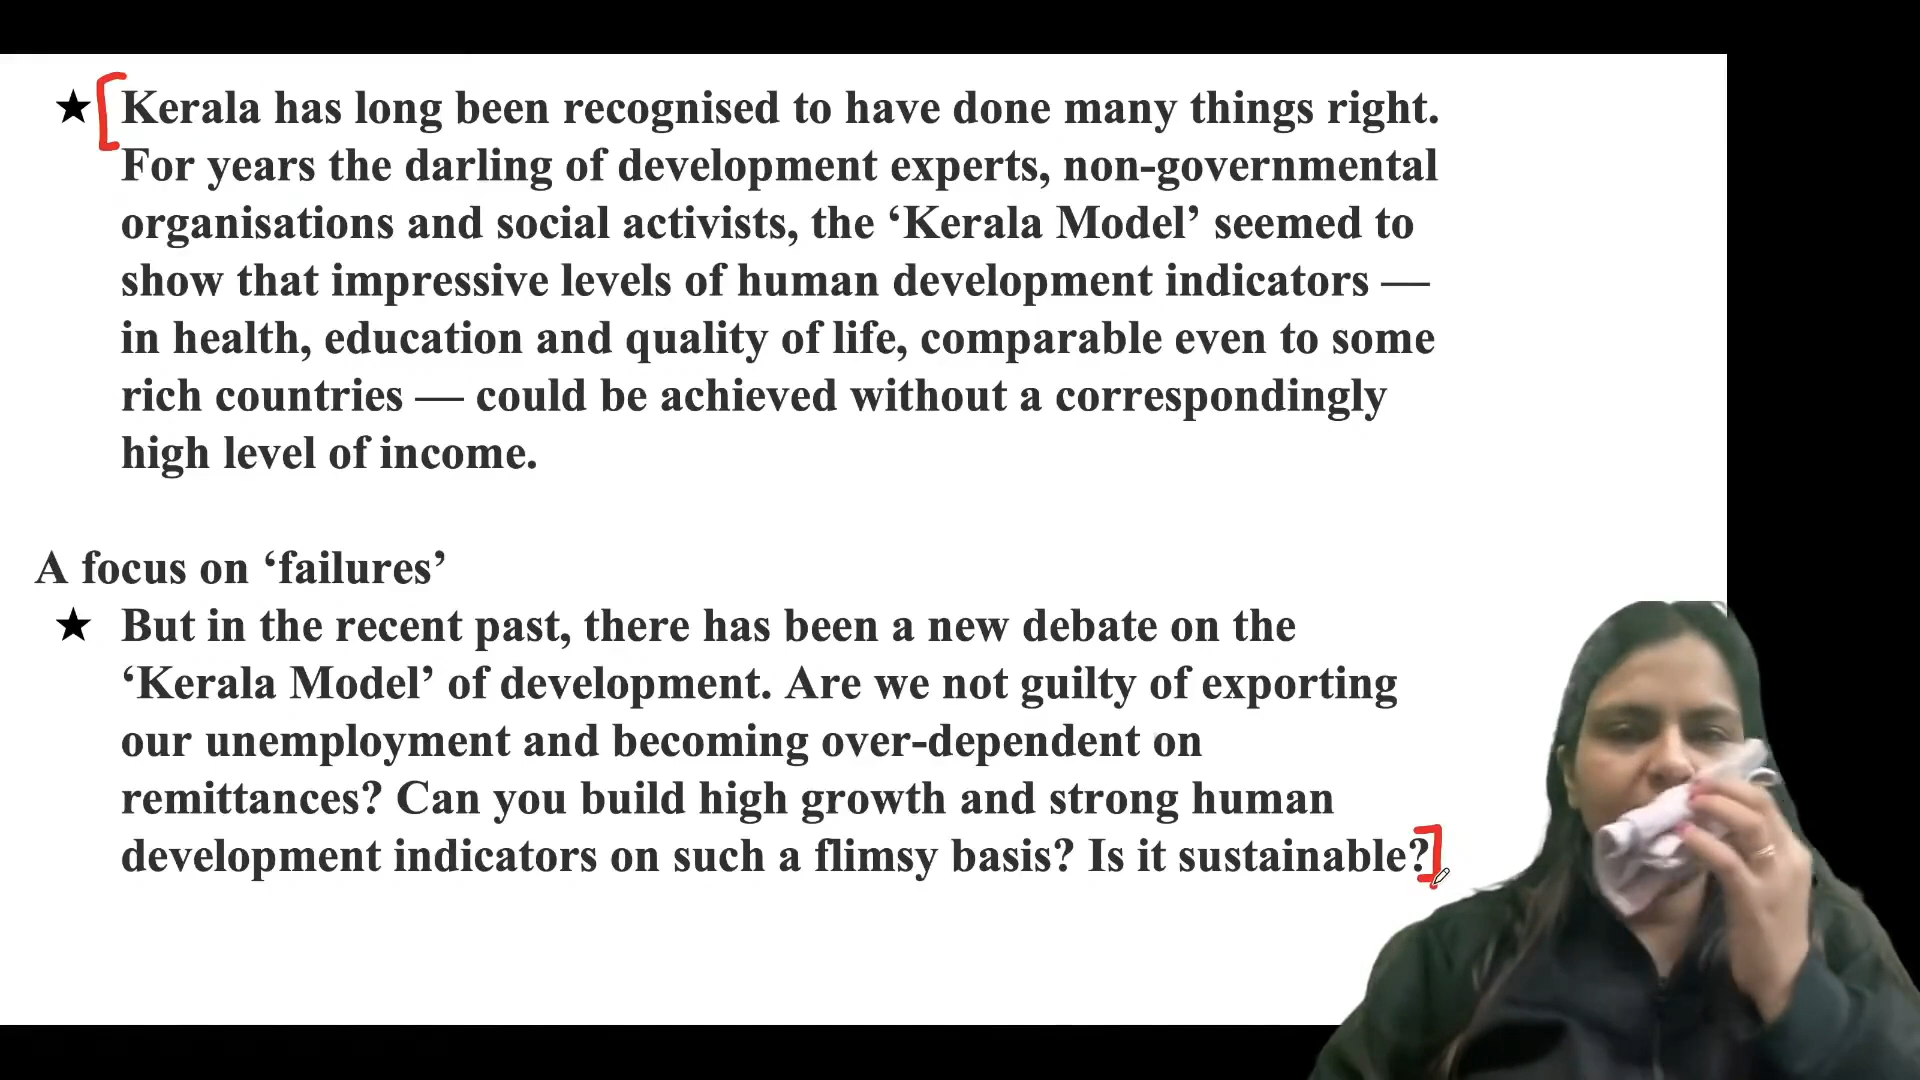 ★ Kerala has long been recognised to have done many things right.
For years the darling of development experts, non-governmental
organisations and social activists, the ‘Kerala Model’ seemed to
show that impressive levels of human development indicators —
in health, education and quality of life, comparable even to some
rich countries — could be achieved without a correspondingly
high level of income.
A focus on ‘failures’
★ But in the recent past, there has been a new debate on the
‘Kerala Model’ of development. Are we not guilty of exporting
our unemployment and becoming over-dependent on
remittances? Can you build high growth and strong human
development indicators on such a flimsy basis? Is it sustainable?